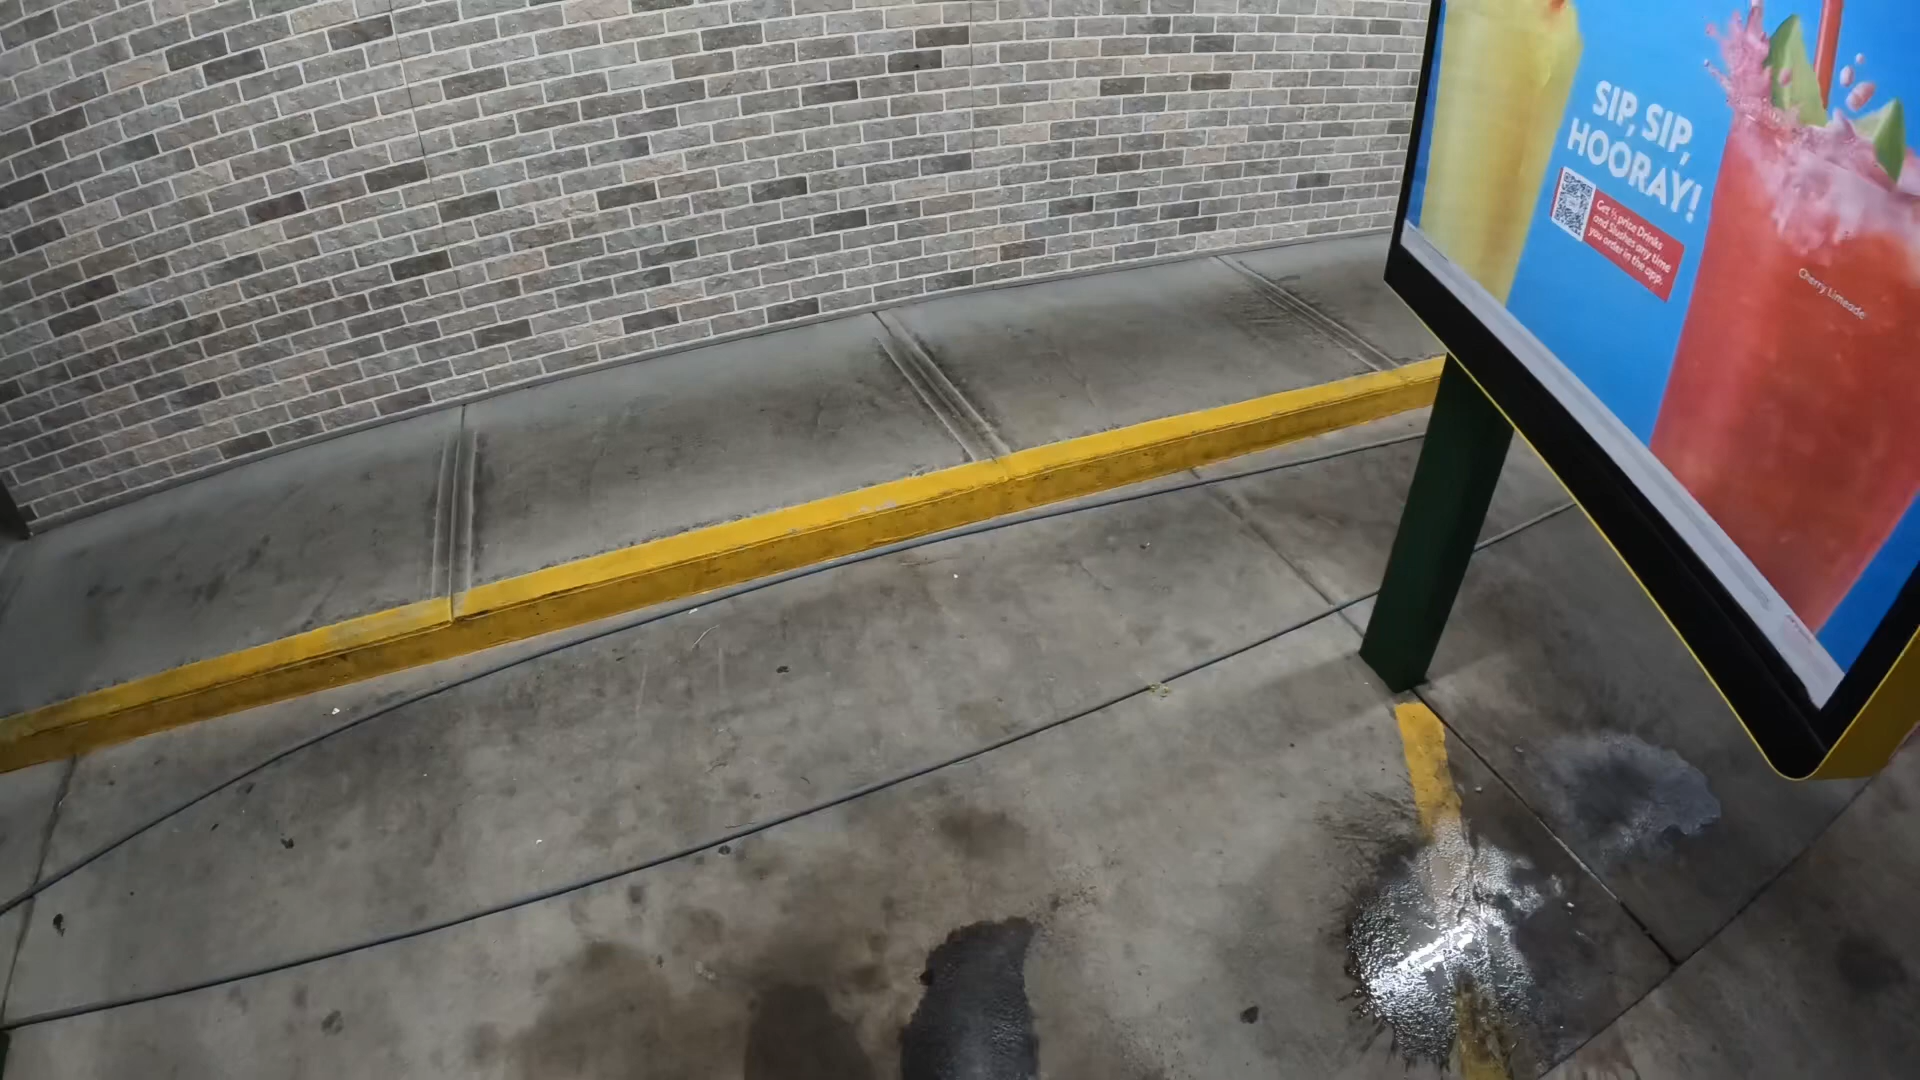 SIP, SIP,
HOORAY!
Get ½ price Drinks
and Slushes any time
you order in the app.
Cherry Limeade